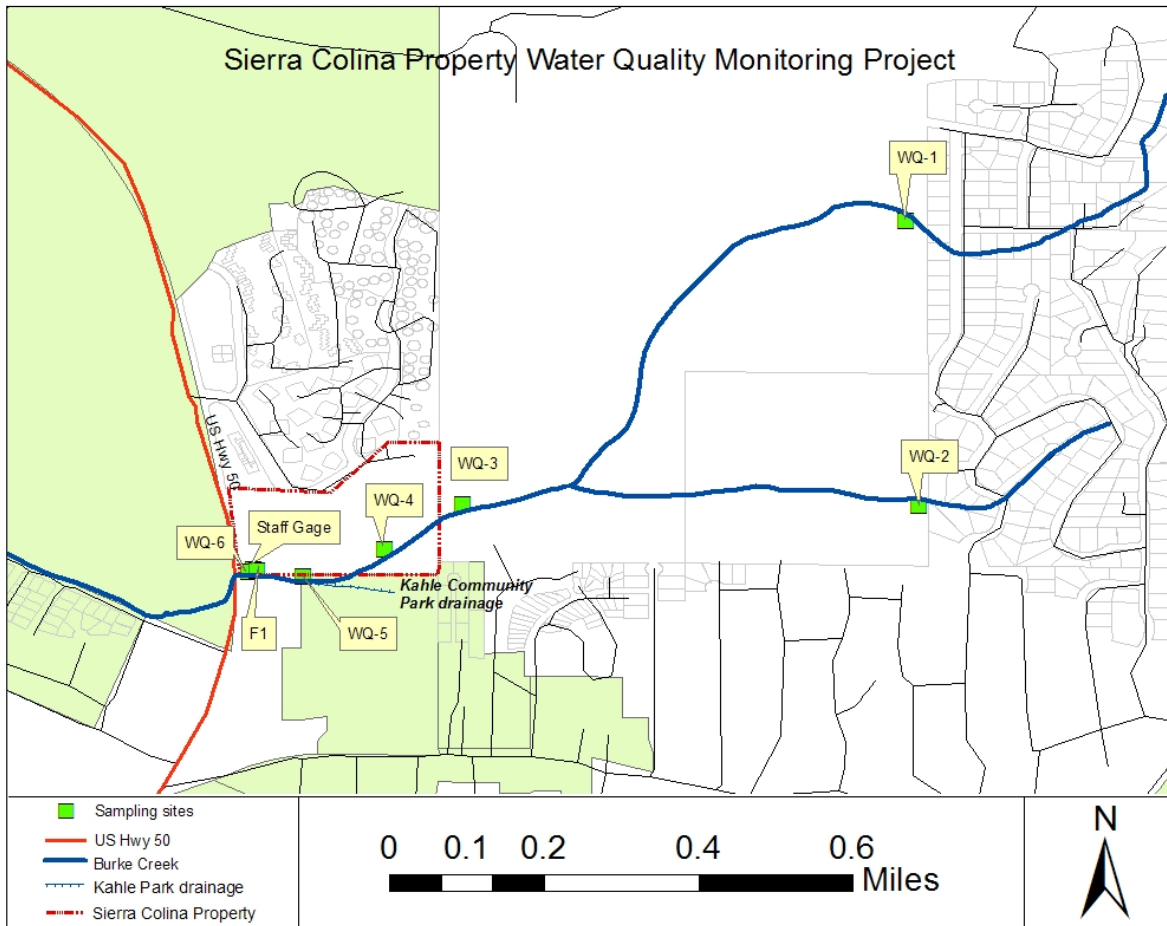 Sierra Colina Property Water Quality Monitoring Project
WQ-1
US Hwy 50
WQ-3
WQ-2
WQ-4
Staff Gage
WQ-6
Kahle Community
Park drainage
F1
WQ-5
Sampling sites
US Hwy 50
Burke Creek
Kahle Park drainage
Sierra Colina Property
0 0.1 0.2 0.4 0.6
Miles
N